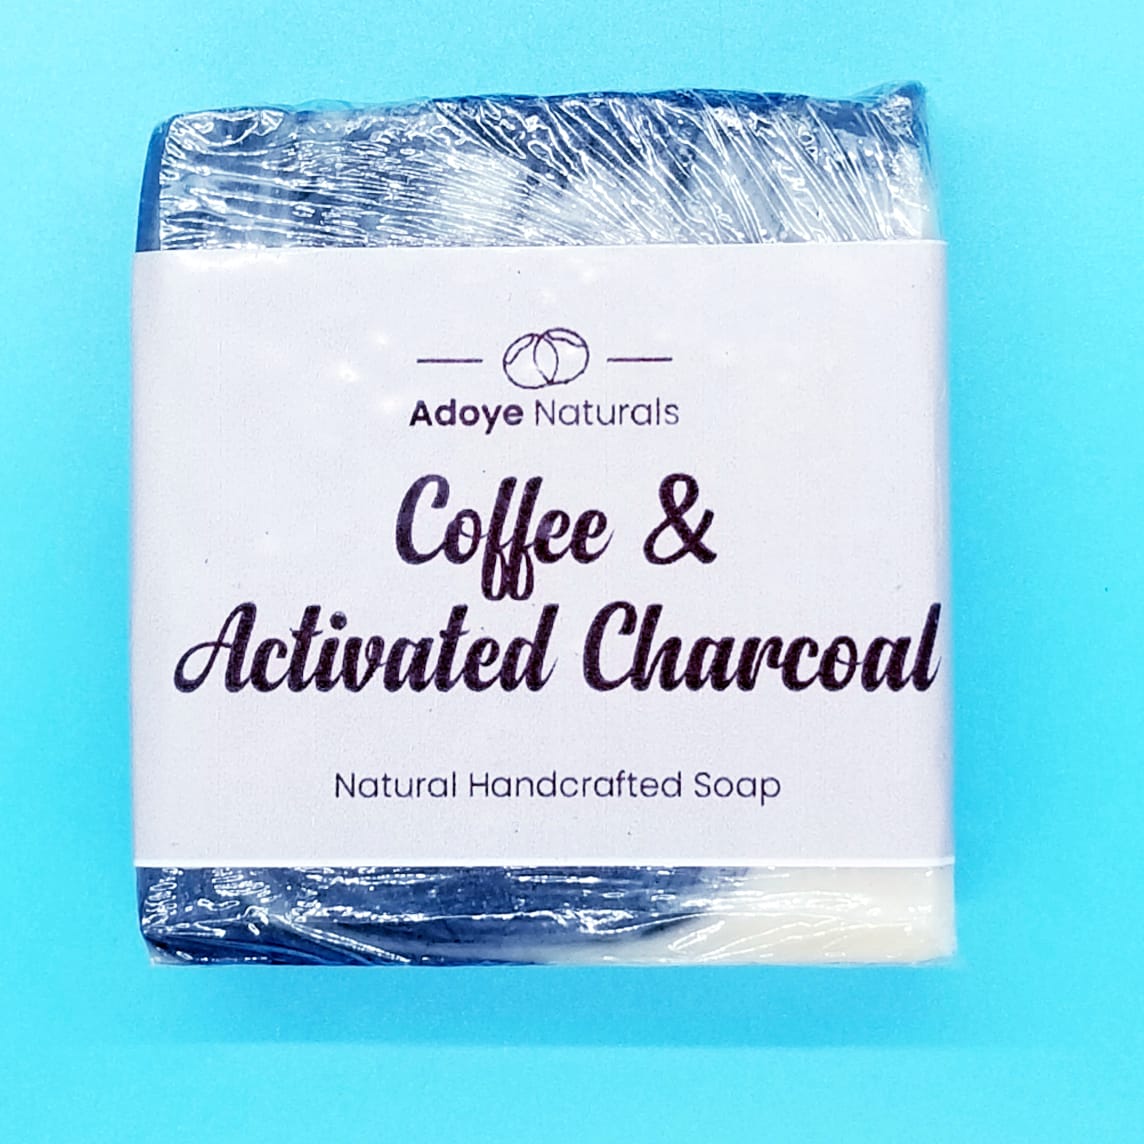 Adoye Naturals
Coffee &
Activated Charcoal
Natural Handcrafted Soap